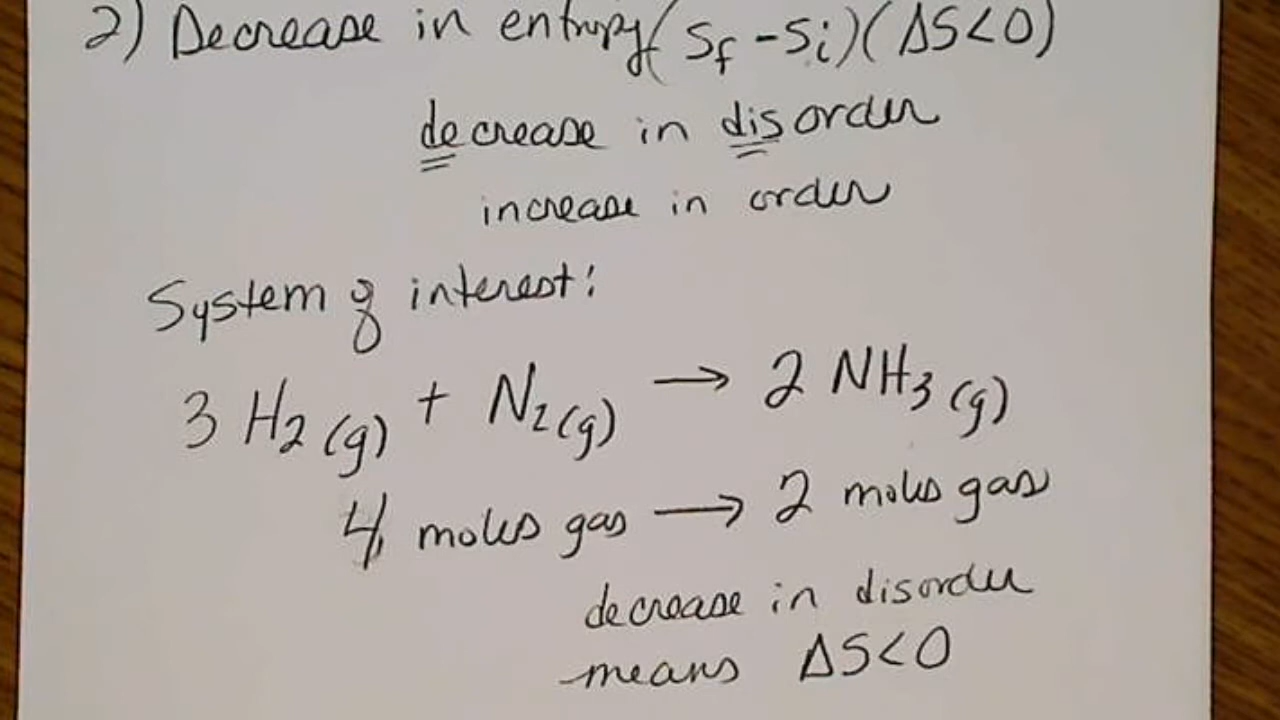 2) Decrease in entropy (Sf - Si) (ΔS<0)
decrease in disorder
increase in order
System of interest:
3 H2 (g) + N2 (g) → 2 NH3 (g)
4 moles gas → 2 moles gas
decrease in disorder
means ΔS<0